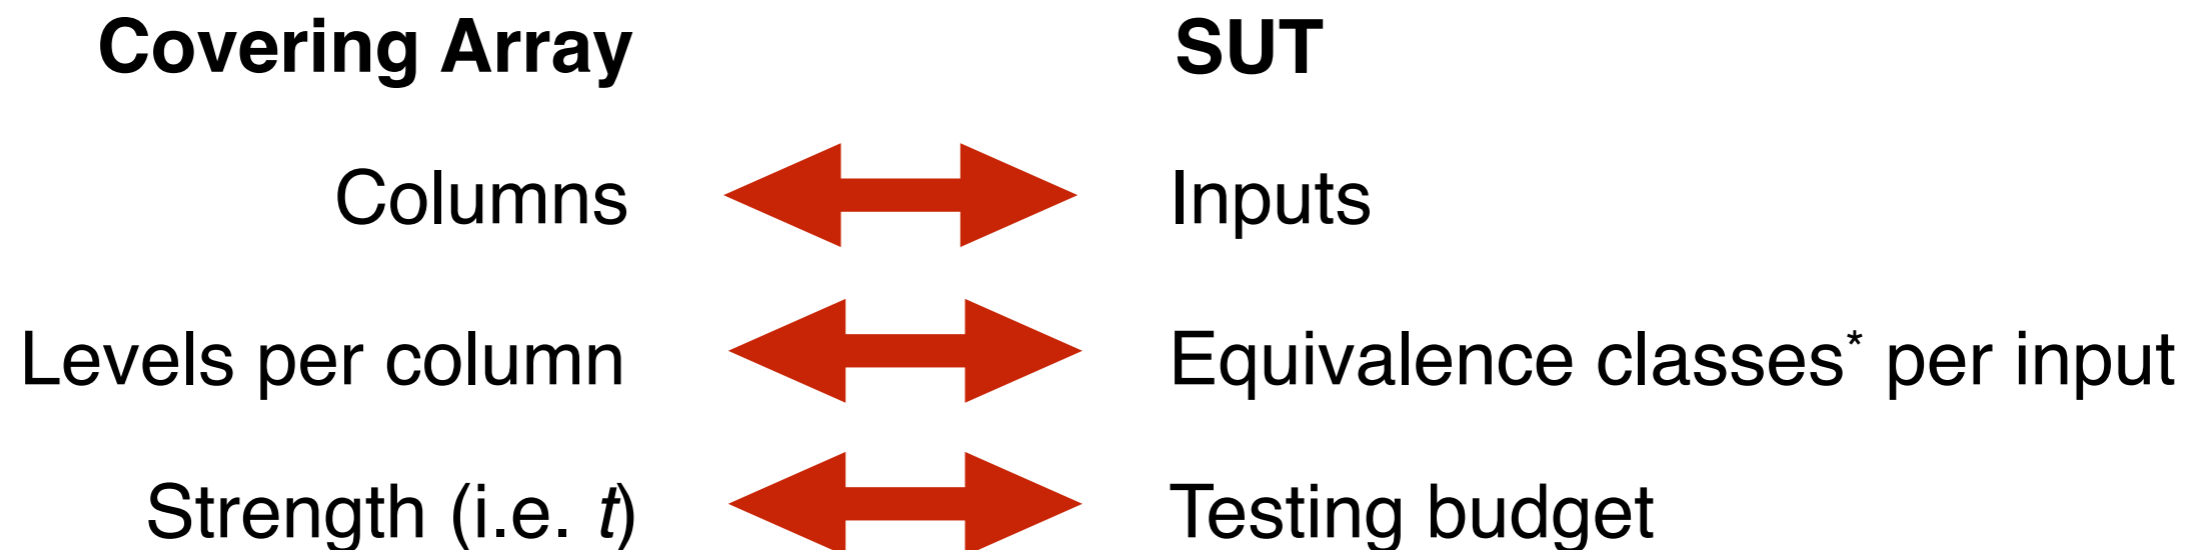 Covering Array SUT
Columns Inputs
Levels per column Equivalence classes* per input
Strength (i.e. t) Testing budget